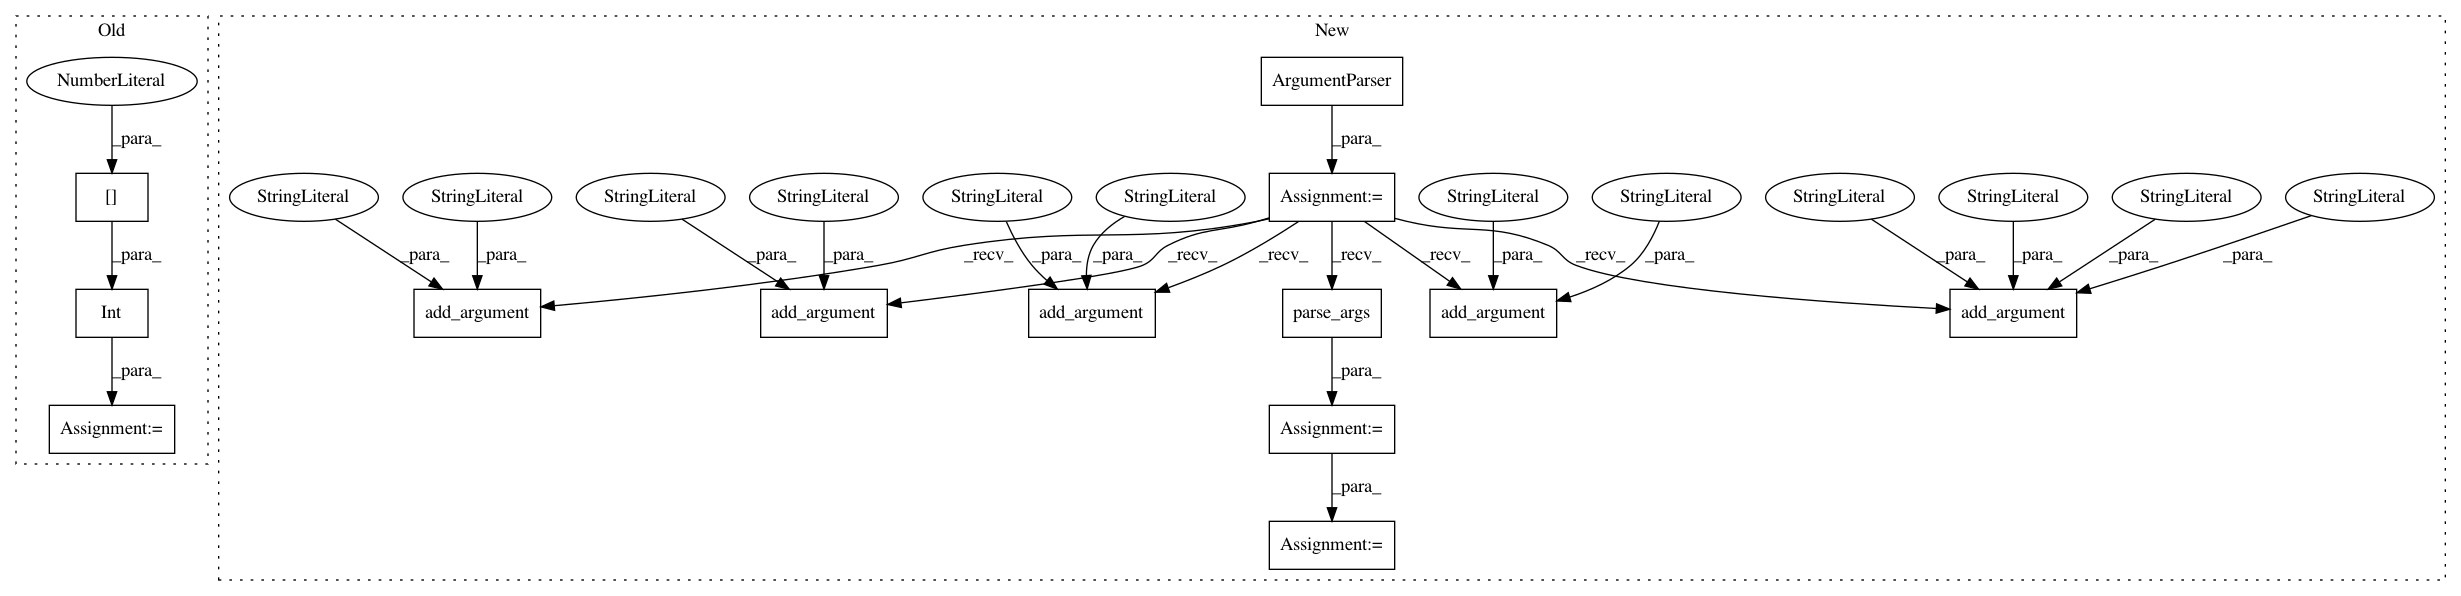 Old
New
NumberLiteral
ArgumentParser
_para_
_para_
[]
StringLiteral
StringLiteral
StringLiteral
StringLiteral
StringLiteral
StringLiteral
Assignment:=
StringLiteral
StringLiteral
StringLiteral
StringLiteral
StringLiteral
StringLiteral
_para_
_para_
_para_
_para_
_para_
_para_
_para_
_recv_
_recv_
_recv_
_recv_
_recv_
_para_
_para_
_recv_
_para_
_para_
_para_
_para_
Int
add_argument
add_argument
add_argument
parse_args
add_argument
add_argument
_para_
_para_
Assignment:=
Assignment:=
_para_
Assignment:=